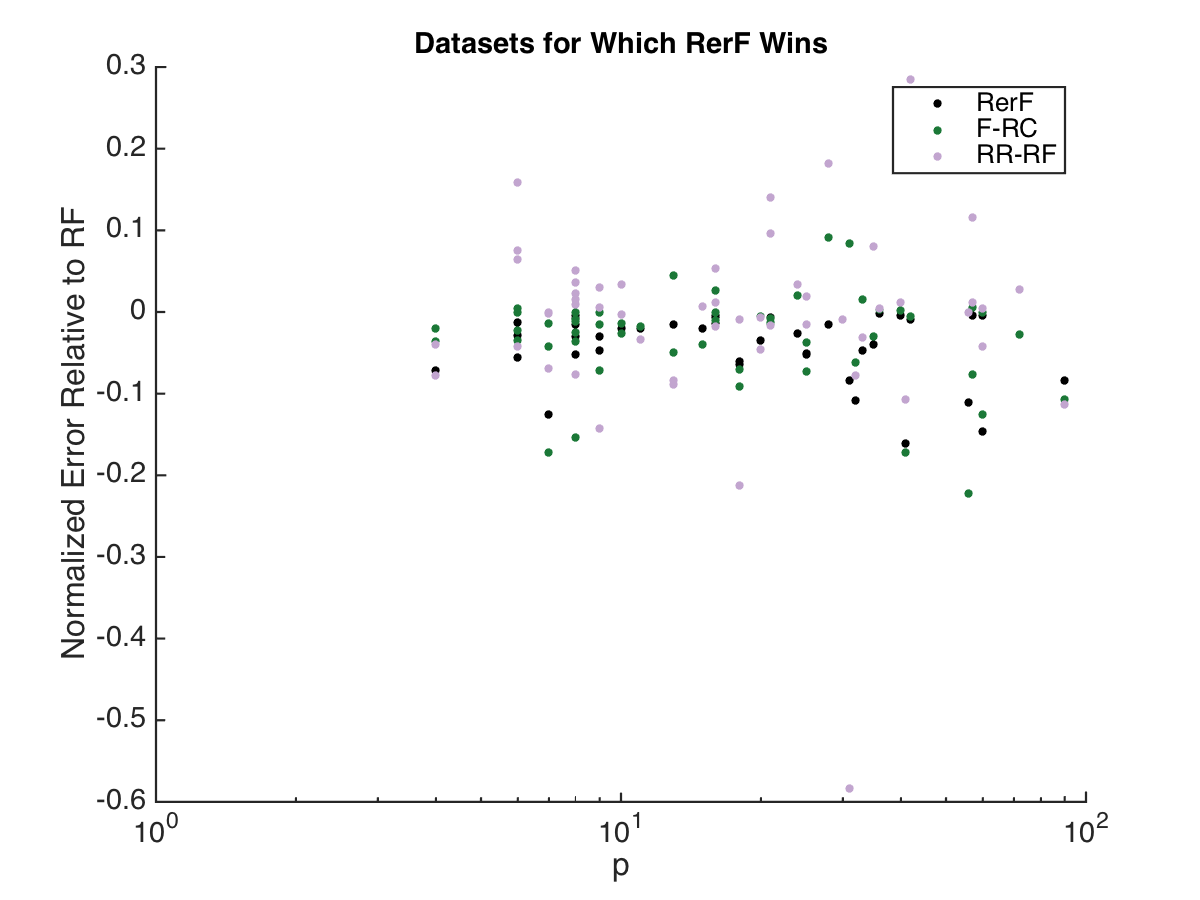 Datasets for Which RerF Wins
RerF
F-RC
RR-RF
Normalized Error Relative to RF
0.3
0.2
0.1
0
-0.1
-0.2
-0.3
-0.4
-0.5
-0.6
10^0
10^1
10^2
p